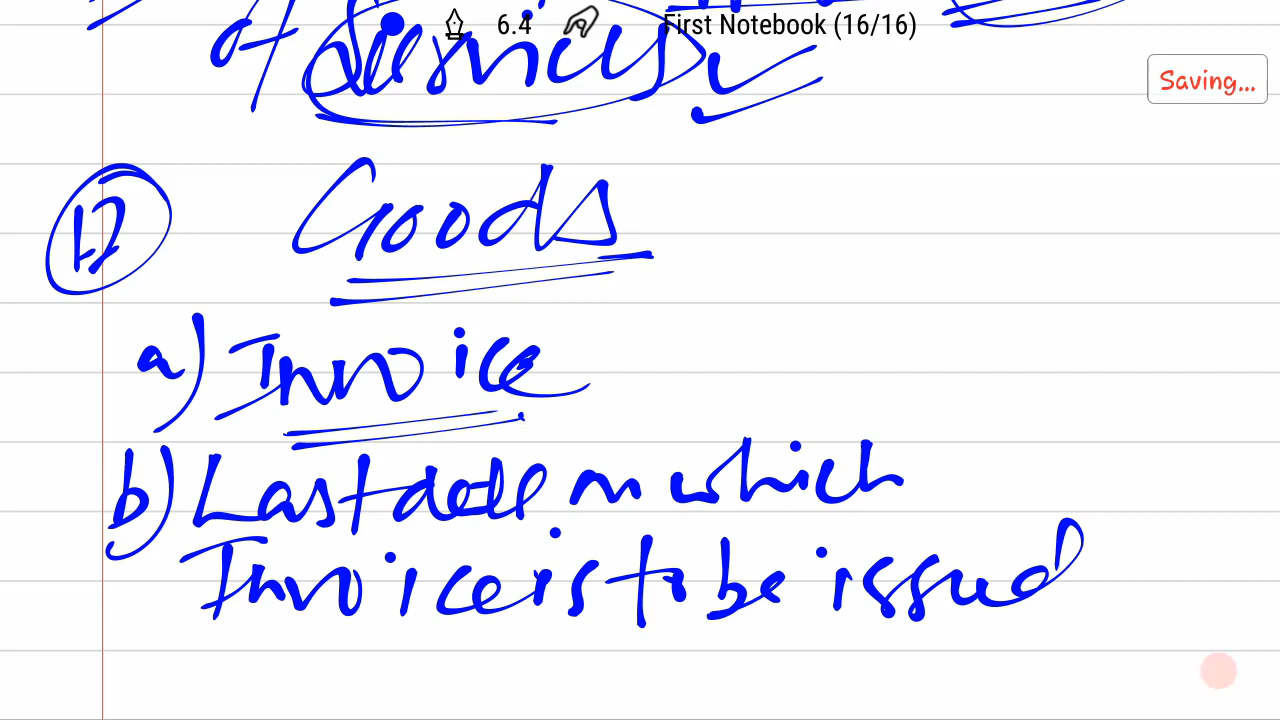 6.4 First Notebook (16/16)
of Services
Saving...
1) Goods
a) Invoice
b) Last date on which
Invoice is to be issued